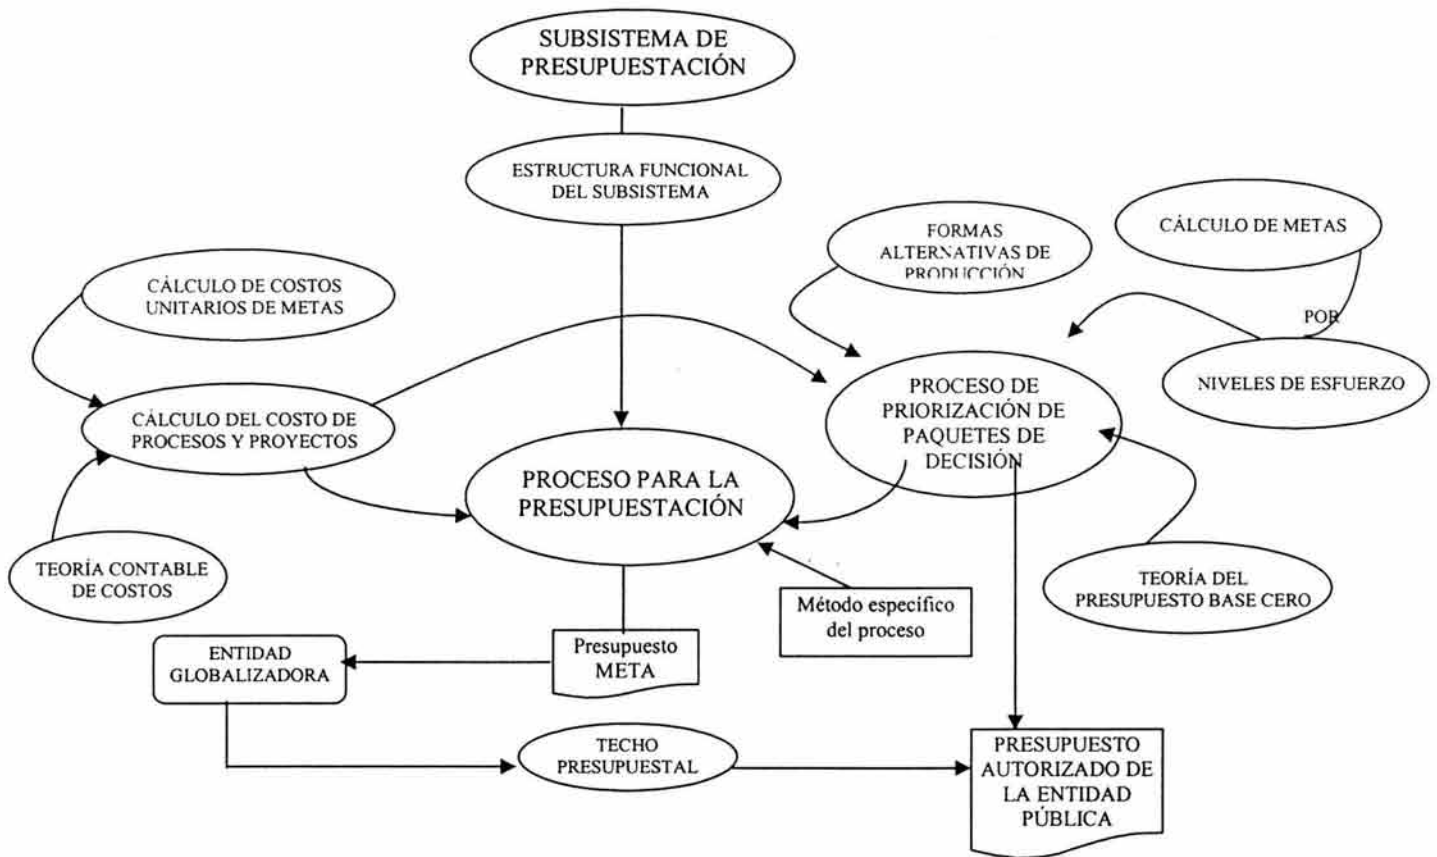 SUBSISTEMA DE
PRESUPUESTACIÓN
ESTRUCTURA FUNCIONAL
DEL SUBSISTEMA
FORMAS
ALTERNATIVAS DE
PRODUCCIÓN
CÁLCULO DE METAS
CÁLCULO DE COSTOS
UNITARIOS DE METAS
POR
NIVELES DE ESFUERZO
CÁLCULO DEL COSTO DE
PROCESOS Y PROYECTOS
PROCESO DE
PRIORIZACIÓN DE
PAQUETES DE
DECISIÓN
PROCESO PARA LA
PRESUPUESTACIÓN
TEORÍA CONTABLE
DE COSTOS
TEORÍA DEL
PRESUPUESTO BASE CERO
Método específico
del proceso
ENTIDAD
GLOBALIZADORA
Presupuesto
META
TECHO
PRESUPUESTAL
PRESUPUESTO
AUTORIZADO DE
LA ENTIDAD
PÚBLICA